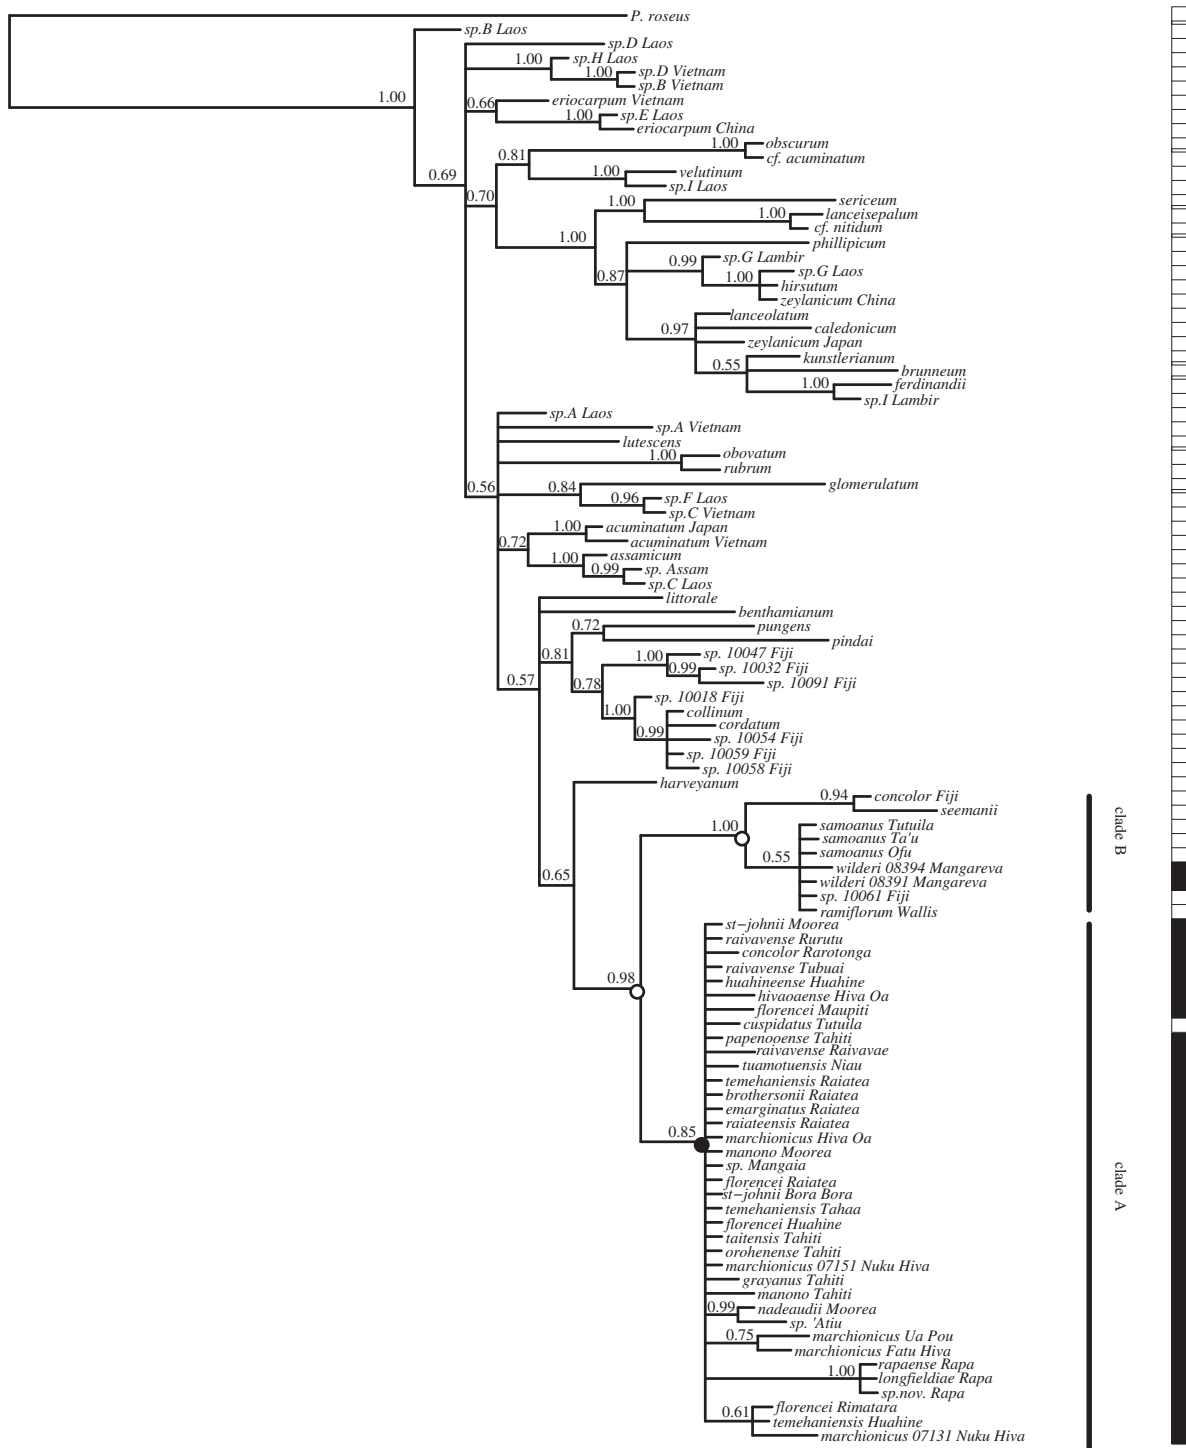 P. roseus
sp.B Laos
sp.D Laos
1.00 sp.H Laos
1.00 sp.D Vietnam
sp.B Vietnam
1.00
0.66 eriocarpum Vietnam
1.00 sp.E Laos
eriocarpum China
1.00 obscurum
0.81 cf. acuminatum
0.69
1.00 velutinum
sp.I Laos
0.70
1.00 sericeum
1.00 lanceisepalum
cf. nitidum
1.00
phillipicum
0.99 sp.G Lambir
0.87 1.00 sp.G Laos
hirsutum
zeylanicum China
lanceolatum
0.97 caledonicum
zeylanicum Japan
kunstlerianum
0.55 brunneum
1.00 ferdinandii
sp.I Lambir
sp.A Laos
sp.A Vietnam
lutescens
1.00 obovatum
rubrum
0.56 0.84 glomerulatum
0.96 sp.F Laos
sp.C Vietnam
1.00 acuminatum Japan
0.72 acuminatum Vietnam
1.00 assamicum
0.99 sp. Assam
sp.C Laos
littorale
benthamianum
0.72 pungens
pindai
0.81 1.00 sp. 10047 Fiji
0.99 sp. 10032 Fiji
0.57 0.78 sp. 10091 Fiji
sp. 10018 Fiji
1.00 collinum
cordatum
0.99 sp. 10054 Fiji
sp. 10059 Fiji
sp. 10058 Fiji
harveyanum
0.94 concolor Fiji
seemanii
1.00 samoanus Tutuila
samoanus Ta'u
samoanus Ofu
0.55 wilderi 08394 Mangareva
0.65 wilderi 08391 Mangareva
sp. 10061 Fiji
ramiflorum Wallis
clade B
st−johnii Moorea
raivavense Rurutu
concolor Rarotonga
raivavense Tubuai
0.98 huahineense Huahine
hivaoaense Hiva Oa
florencei Maupiti
cuspidatus Tutuila
papenooense Tahiti
raivavense Raivavae
tuamotuensis Niau
temehaniensis Raiatea
brothersonii Raiatea
emarginatus Raiatea
raiateensis Raiatea
0.85 marchionicus Hiva Oa
manono Moorea
sp. Mangaia
florencei Raiatea
st−johnii Bora Bora
clade A
temehaniensis Tahaa
florencei Huahine
taitensis Tahiti
orohenense Tahiti
marchionicus 07151 Nuku Hiva
grayanus Tahiti
manono Tahiti
0.99 nadeaudii Moorea
sp. 'Atiu
0.75 marchionicus Ua Pou
marchionicus Fatu Hiva
rapaense Rapa
1.00 longfieldiae Rapa
sp.nov. Rapa
florencei Rimatara
0.61 temehaniensis Huahine
marchionicus 07131 Nuku Hiva